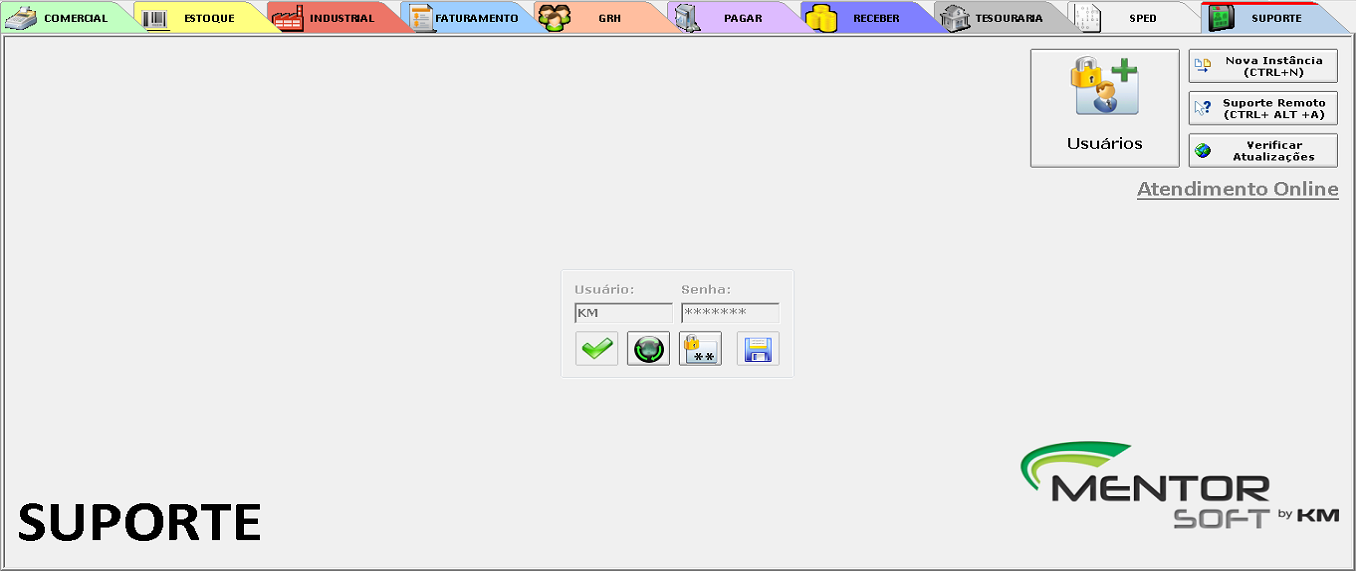 COMERCIAL ESTOQUE INDUSTRIAL FATURAMENTO GRH PAGAR RECEBER TESOURARIA SPED SUPORTE
Usuários
Nova Instância
(CTRL+N)
Suporte Remoto
(CTRL+ ALT +A)
Verificar
Atualizações
Atendimento Online
Usuário: Senha:
KM *******
**
SUPORTE
MENTOR
SOFT by KM